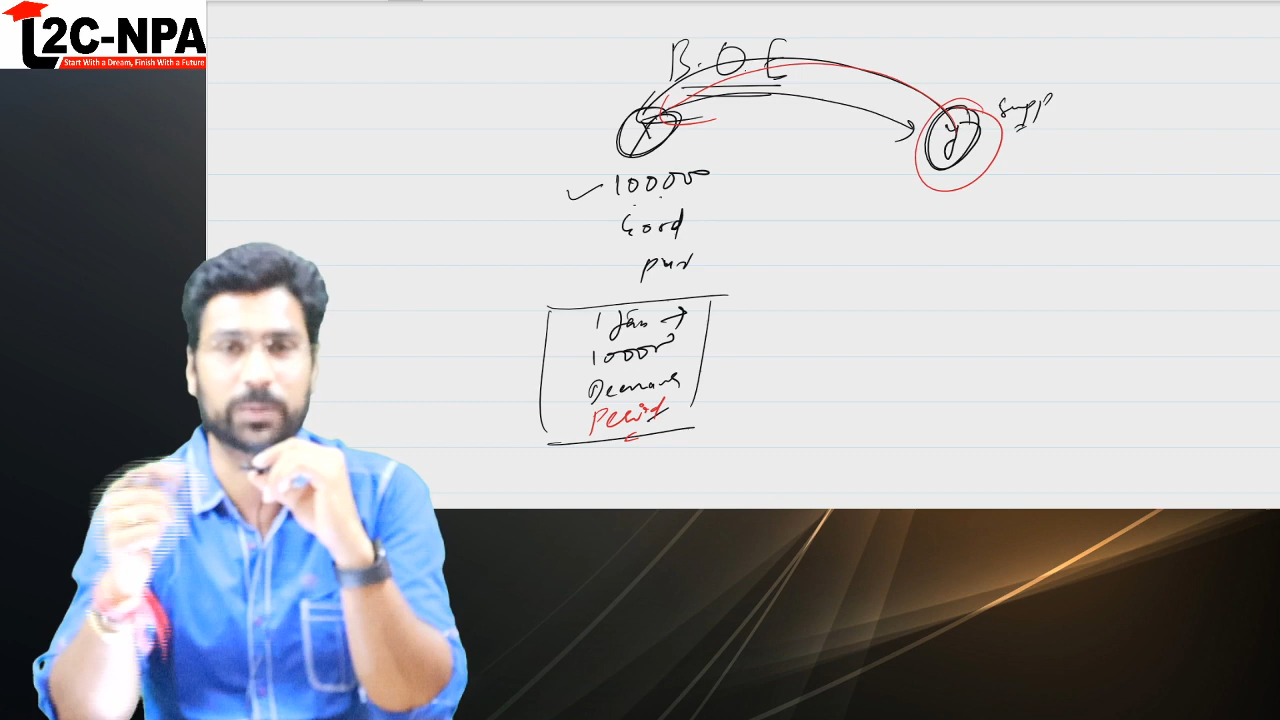 L2C-NPA
Start With a Dream, Finish With a Future
B.O.E
X
Y
supp
100000
Good
pur
1 Jan →
10000
Demand
Period